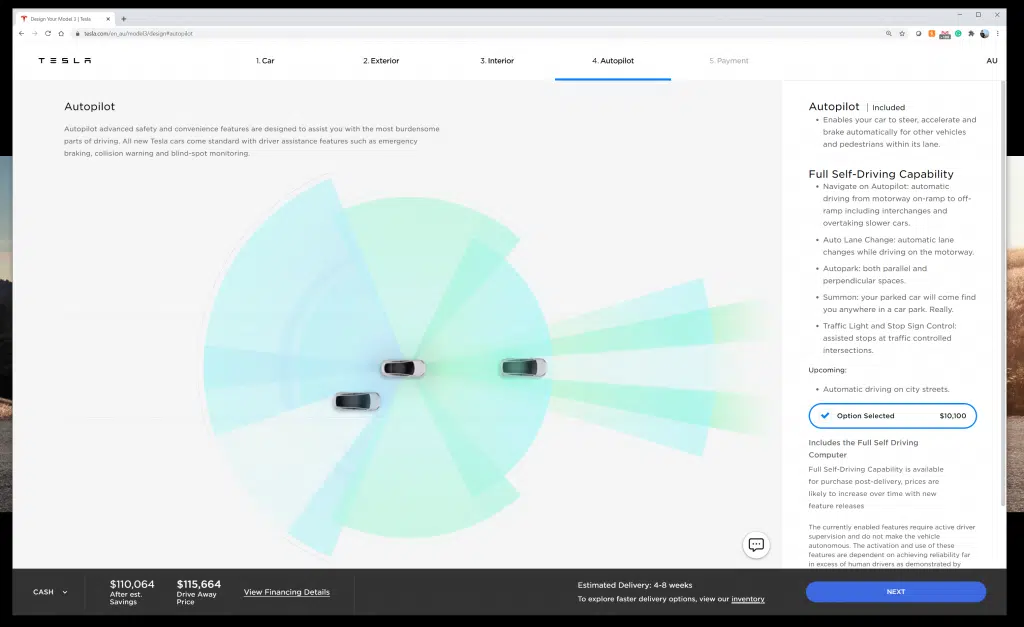 Design Your Model 3 | Tesla
tesla.com/en_au/model3/design#autopilot
TESLA
1. Car
2. Exterior
3. Interior
4. Autopilot
5. Payment
AU
Autopilot
Autopilot advanced safety and convenience features are designed to assist you with the most burdensome
parts of driving. All new Tesla cars come standard with driver assistance features such as emergency
braking, collision warning and blind-spot monitoring.
Autopilot | Included
• Enables your car to steer, accelerate and
brake automatically for other vehicles
and pedestrians within its lane.
Full Self-Driving Capability
• Navigate on Autopilot: automatic
driving from motorway on-ramp to off-
ramp including interchanges and
overtaking slower cars.
• Auto Lane Change: automatic lane
changes while driving on the motorway.
• Autopark: both parallel and
perpendicular spaces.
• Summon: your parked car will come find
you anywhere in a car park. Really.
• Traffic Light and Stop Sign Control:
assisted stops at traffic controlled
intersections.
Upcoming:
• Automatic driving on city streets.
Option Selected $10,100
Includes the Full Self Driving
Computer
Full Self-Driving Capability is available
for purchase post-delivery, prices are
likely to increase over time with new
feature releases
The currently enabled features require active driver
supervision and do not make the vehicle
autonomous. The activation and use of these
features are dependent on achieving reliability far
in excess of human drivers as demonstrated by
CASH
$110,064
After est.
Savings
$115,664
Drive Away
Price
View Financing Details
Estimated Delivery: 4-8 weeks
To explore faster delivery options, view our inventory
NEXT